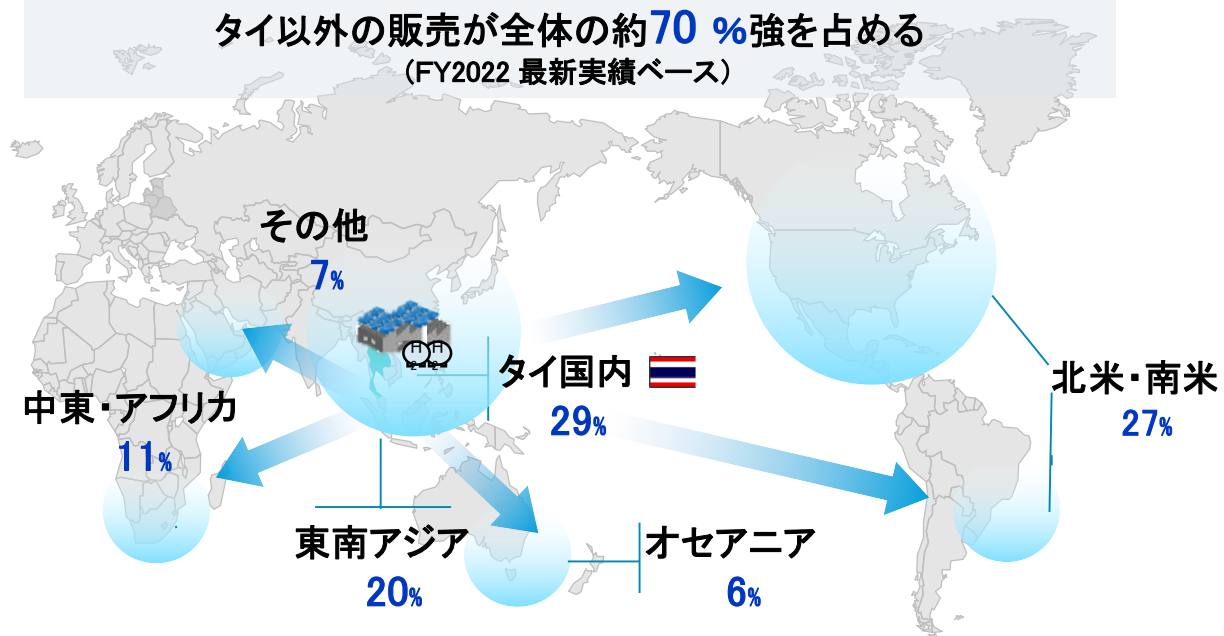 タイ以外の販売が全体の約70 %強を占める
(FY2022 最新実績ベース)
その他
7%
H2 H2
タイ国内
29%
北米・南米
27%
中東・アフリカ
11%
東南アジア
20%
オセアニア
6%